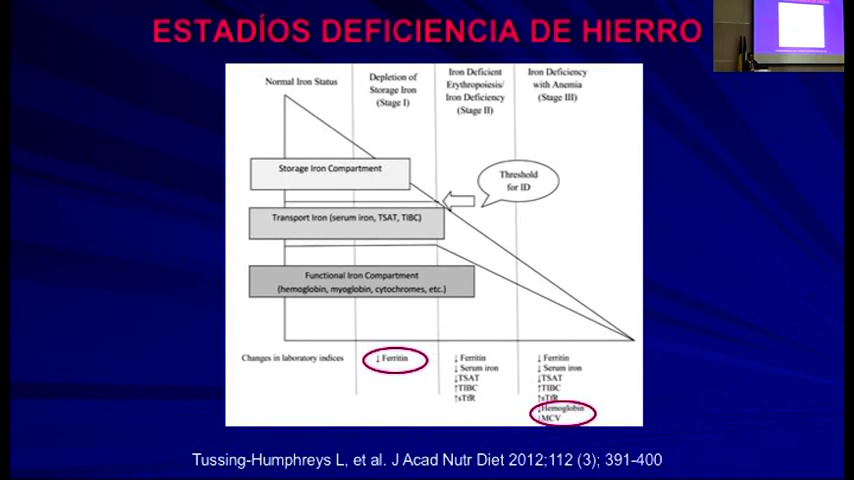 ESTADÍOS DEFICIENCIA DE HIERRO
Normal Iron Status
Depletion of
Storage Iron
(Stage I)
Iron Deficient
Erythropoiesis/
Iron Deficiency
(Stage II)
Iron Deficiency
with Anemia
(Stage III)
Storage Iron Compartment
Threshold
for ID
Transport Iron (serum iron, TSAT, TIBC)
Functional Iron Compartment
(hemoglobin, myoglobin, cytochromes, etc.)
Changes in laboratory indices
↓ Ferritin
↓ Ferritin
↓ Serum iron
↓TSAT
↑TIBC
↑sTfR
↓ Ferritin
↓ Serum iron
↓TSAT
↑TIBC
↑sTfR
↓Hemoglobin
↓MCV
Tussing-Humphreys L, et al. J Acad Nutr Diet 2012;112 (3); 391-400